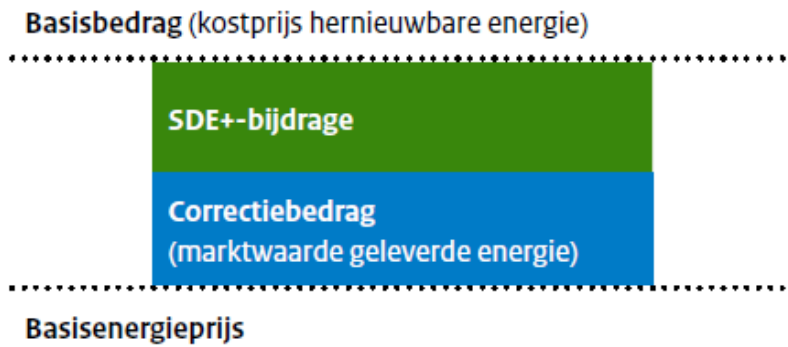 Basisbedrag (kostprijs hernieuwbare energie)
SDE+-bijdrage
Correctiebedrag
(marktwaarde geleverde energie)
Basisenergieprijs